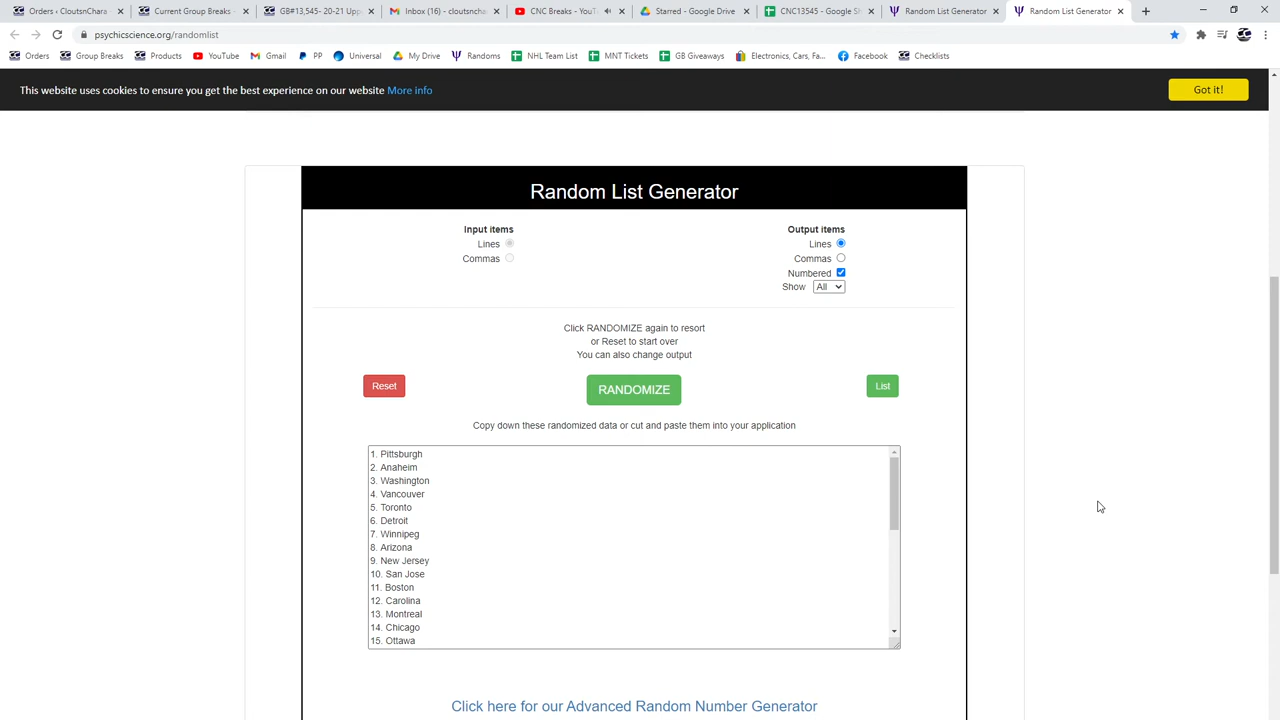 Orders ‹ CloutsnChara
Current Group Breaks -
GB#13,545- 20-21 Upp
Inbox (16) - cloutsnchar
CNC Breaks - YouT
Starred - Google Drive
CNC13545 - Google Sh
Random List Generator
Random List Generator
psychicscience.org/randomlist
Orders
Group Breaks
Products
YouTube
Gmail
PP
Universal
My Drive
Randoms
NHL Team List
MNT Tickets
GB Giveaways
Electronics, Cars, Fa...
Facebook
Checklists
This website uses cookies to ensure you get the best experience on our website More info
Got it!
Random List Generator
Input items
Output items
Lines
Lines
Commas
Commas
Numbered
Show All
Click RANDOMIZE again to resort
or Reset to start over
You can also change output
Reset
RANDOMIZE
List
Copy down these randomized data or cut and paste them into your application
1. Pittsburgh
2. Anaheim
3. Washington
4. Vancouver
5. Toronto
6. Detroit
7. Winnipeg
8. Arizona
9. New Jersey
10. San Jose
11. Boston
12. Carolina
13. Montreal
14. Chicago
15. Ottawa
Click here for our Advanced Random Number Generator